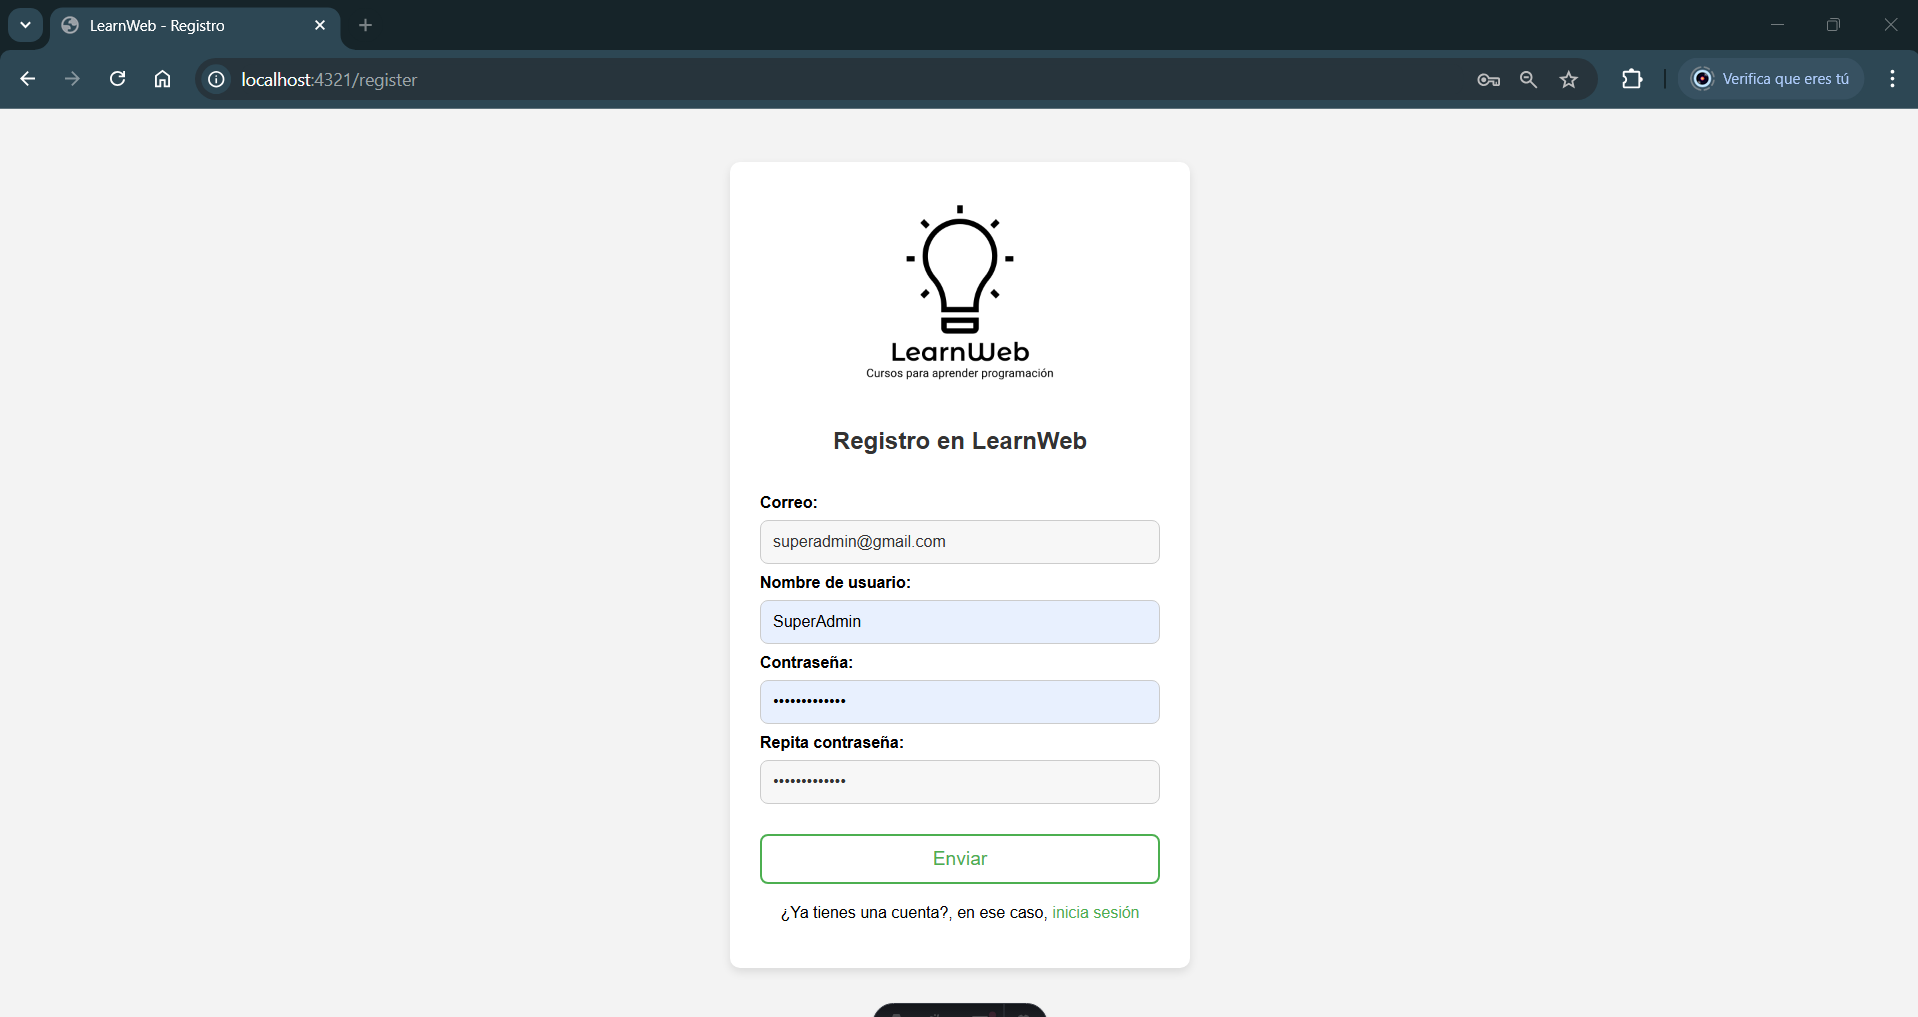 LearnWeb - Registro
localhost:4321/register
Verifica que eres tú
LearnWeb
Cursos para aprender programación
Registro en LearnWeb
Correo:
superadmin@gmail.com
Nombre de usuario:
SuperAdmin
Contraseña:
•••••••••••••
Repita contraseña:
•••••••••••••
Enviar
¿Ya tienes una cuenta?, en ese caso, inicia sesión